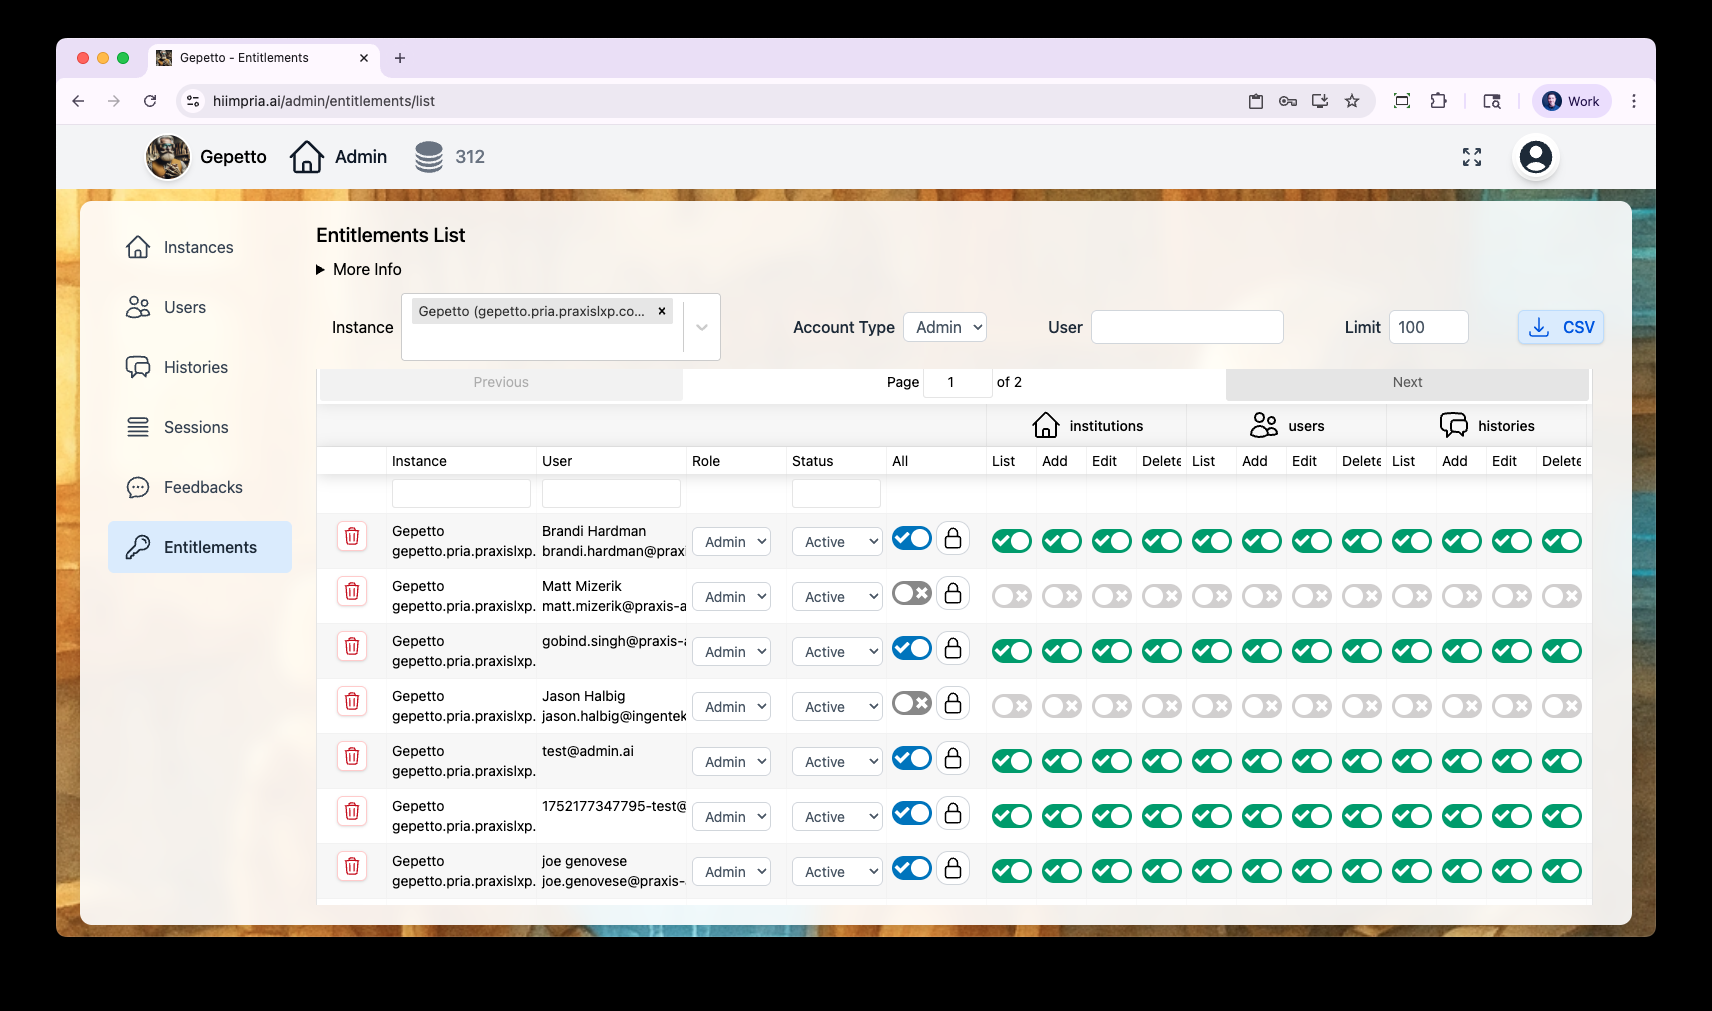 Gepetto - Entitlements
hiimpria.ai/admin/entitlements/list
Work
Gepetto
Admin
312
Instances
Users
Histories
Sessions
Feedbacks
Entitlements
Entitlements List
More Info
Instance
Gepetto (gepetto.pria.praxislxp.co...
Account Type
Admin
User
Limit
100
CSV
Previous
Page 1 of 2
Next
institutions
users
histories
Instance User Role Status All List Add Edit Delete List Add Edit Delete List Add Edit Delete
Gepetto Brandi Hardman
gepetto.pria.praxislxp. brandi.hardman@prax Admin Active
Gepetto Matt Mizerik
gepetto.pria.praxislxp. matt.mizerik@praxis-a Admin Active
Gepetto gobind.singh@praxis-a
gepetto.pria.praxislxp. Admin Active
Gepetto Jason Halbig
gepetto.pria.praxislxp. jason.halbig@ingentek Admin Active
Gepetto test@admin.ai
gepetto.pria.praxislxp. Admin Active
Gepetto 1752177347795-test@
gepetto.pria.praxislxp. Admin Active
Gepetto joe genovese
gepetto.pria.praxislxp. joe.genovese@praxis- Admin Active